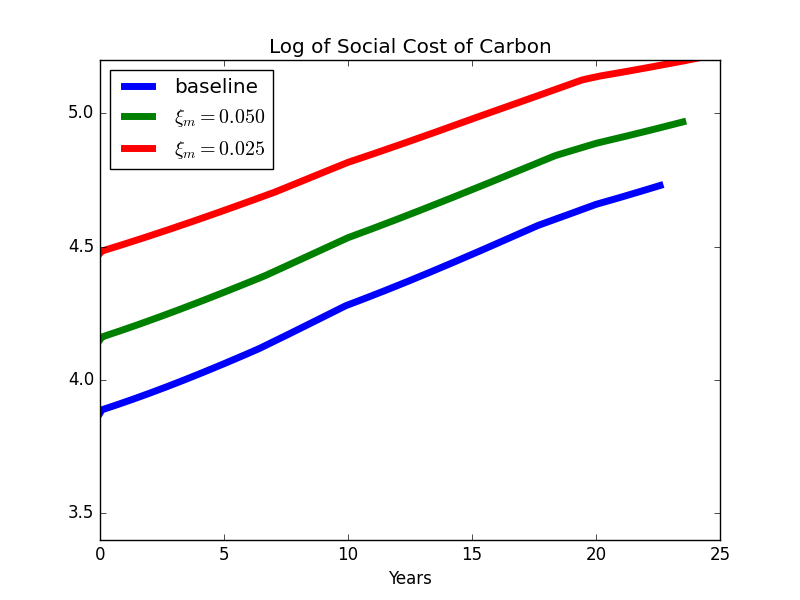 Log of Social Cost of Carbon
baseline
ξₘ = 0.050
ξₘ = 0.025
5.0
4.5
4.0
3.5
0 5 10 15 20 25
Years